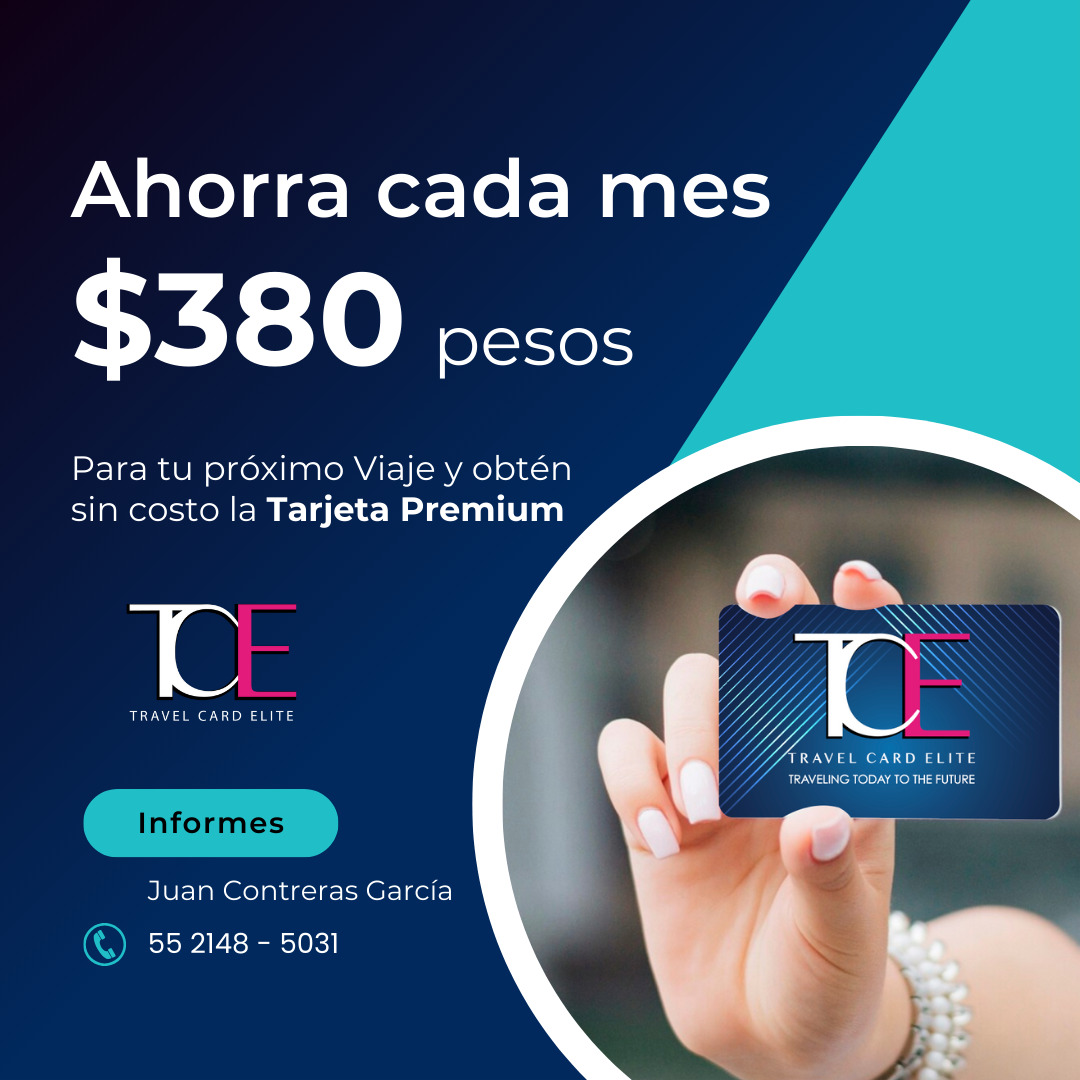 Ahorra cada mes
$380 pesos
Para tu próximo Viaje y obtén
sin costo la Tarjeta Premium
TCE
TRAVEL CARD ELITE
Informes
Juan Contreras García
55 2148 - 5031
TCE
TRAVEL CARD ELITE
TRAVELING TODAY TO THE FUTURE